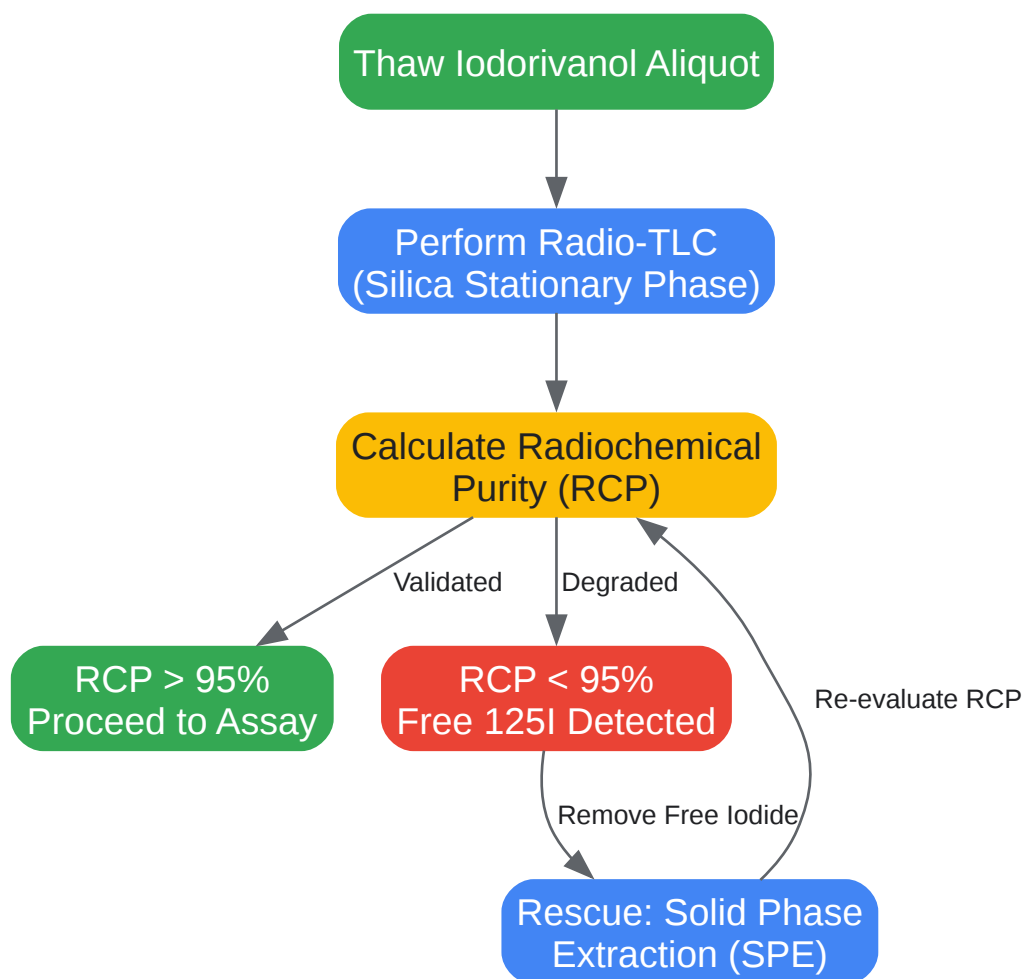 Thaw Iodorivanol Aliquot
Perform Radio-TLC
(Silica Stationary Phase)
Calculate Radiochemical
Purity (RCP)
Validated
Degraded
RCP > 95%
Proceed to Assay
RCP < 95%
Free 125I Detected
Re-evaluate RCP
Remove Free Iodide
Rescue: Solid Phase
Extraction (SPE)